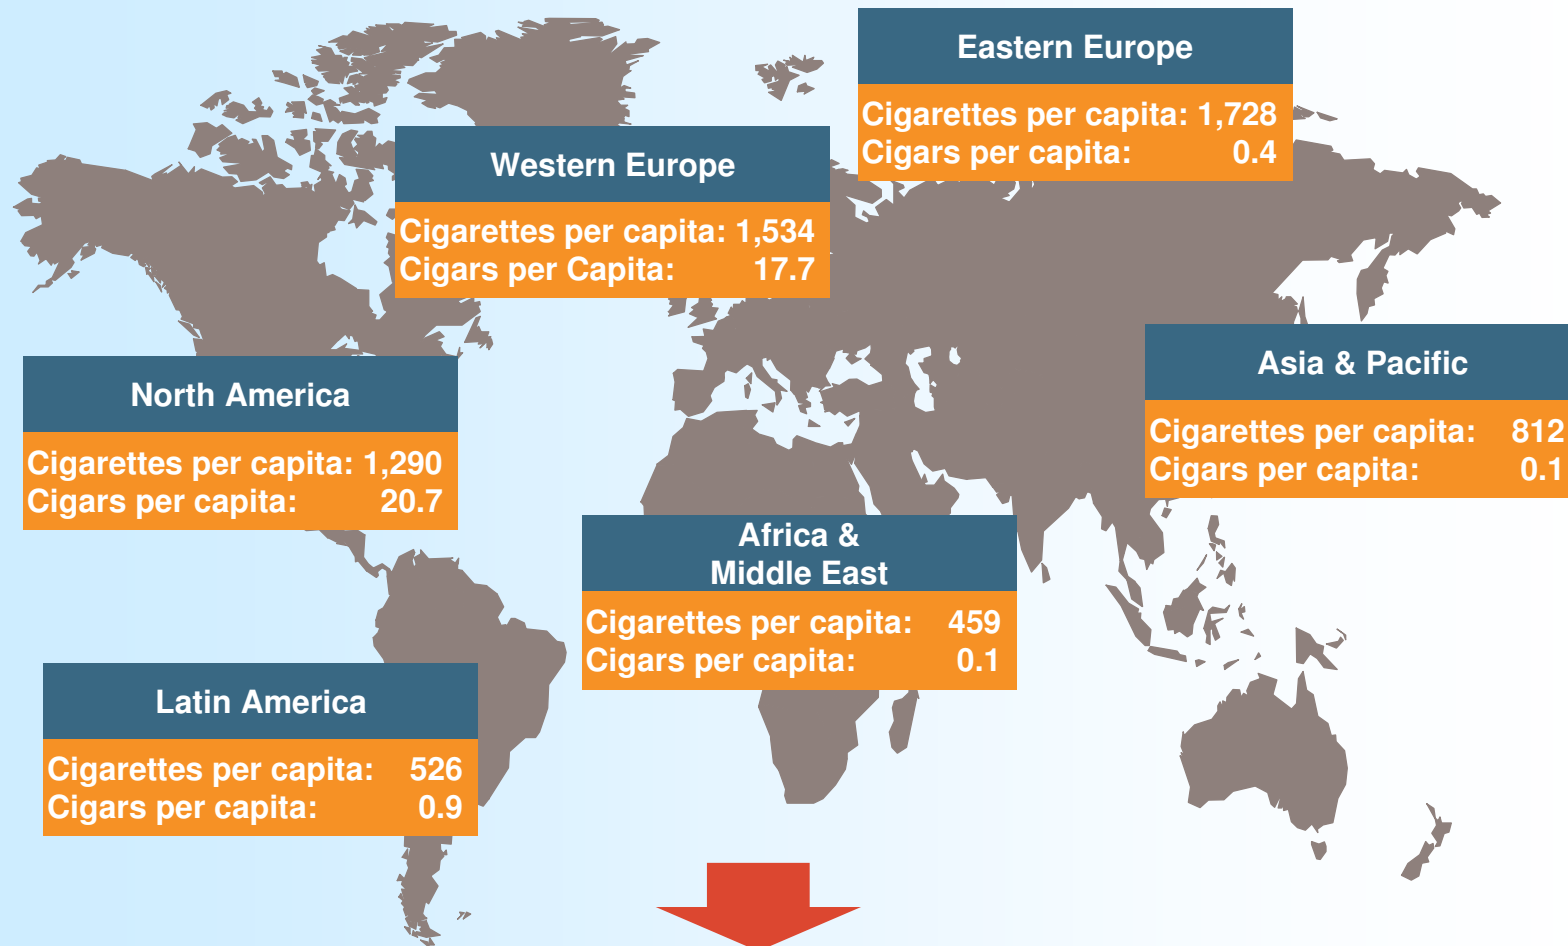 Eastern Europe
Cigarettes per capita: 1,728
Cigars per capita: 0.4
Western Europe
Cigarettes per capita: 1,534
Cigars per Capita: 17.7
North America
Cigarettes per capita: 1,290
Cigars per capita: 20.7
Asia & Pacific
Cigarettes per capita: 812
Cigars per capita: 0.1
Africa &
Middle East
Cigarettes per capita: 459
Cigars per capita: 0.1
Latin America
Cigarettes per capita: 526
Cigars per capita: 0.9